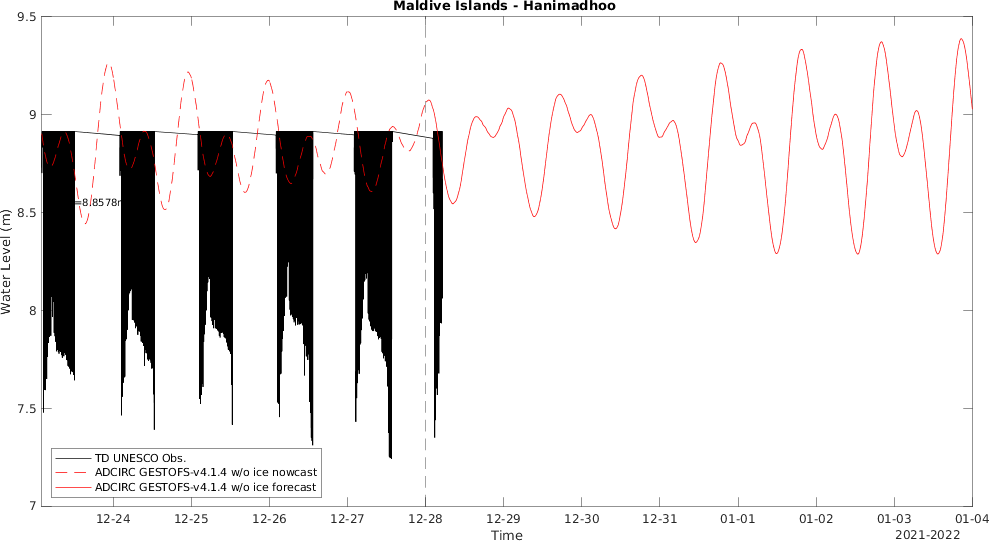 Maldive Islands - Hanimadhoo
9.5
9
8.5
8
7.5
7
Water Level (m)
=8.8578m
TD UNESCO Obs.
ADCIRC GESTOFS-v4.1.4 w/o ice nowcast
ADCIRC GESTOFS-v4.1.4 w/o ice forecast
12-24 12-25 12-26 12-27 12-28 12-29 12-30 12-31 01-01 01-02 01-03 01-04
Time
2021-2022